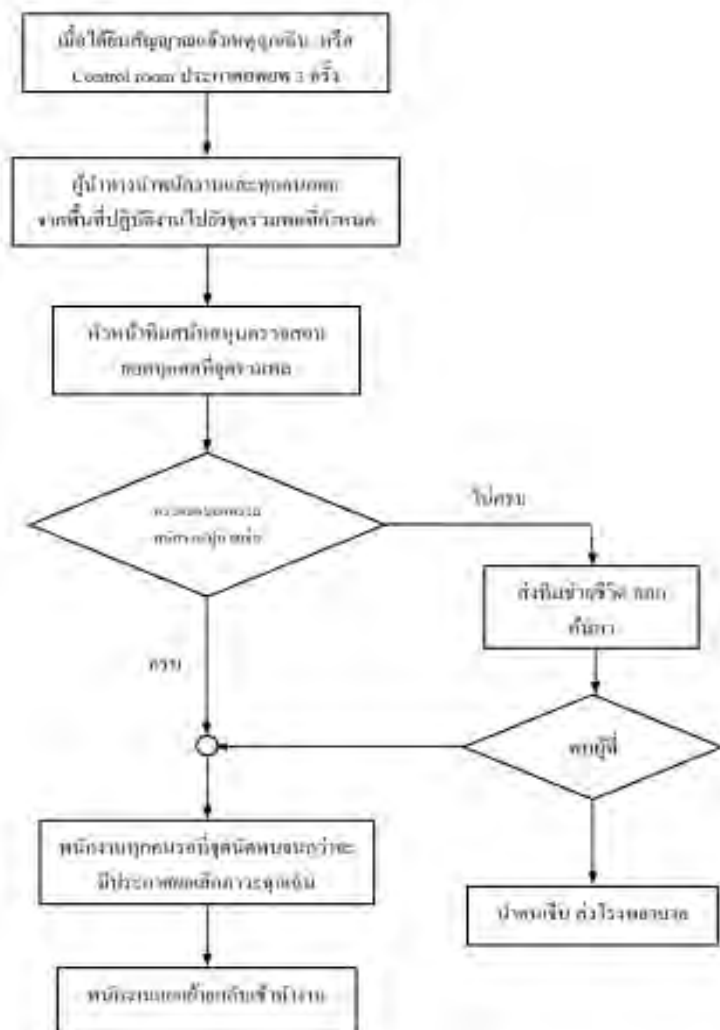 เมื่อได้ยินสัญญาณแจ้งเหตุฉุกเฉิน หรือ
Control room ประกาศอพยพ 3 ครั้ง
ผู้นำทางนำพนักงานและทุกคนอพยพ
จากพื้นที่ปฏิบัติงานไปยังจุดรวมพลที่กำหนด
หัวหน้าทีมสนับสนุนตรวจสอบ
ยอดบุคคลที่จุดรวมพล
ไม่ครบ
ส่งทีมช่วยชีวิต ออก
ค้นหา
ครบ
พบผู้ที่
พนักงานทุกคนรอที่จุดนัดพบจนกว่าจะ
มีประกาศยกเลิกภาวะฉุกเฉิน
นำคนเจ็บ ส่งโรงพยาบาล
พนักงานแยกย้ายกลับเข้าทำงาน